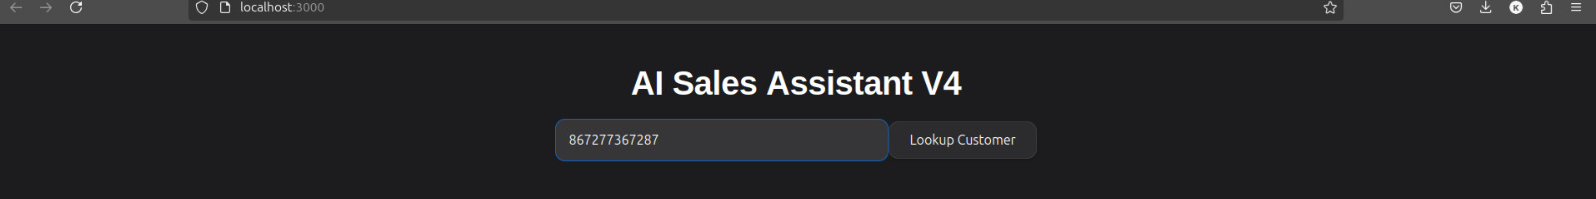 localhost:3000
K
AI Sales Assistant V4
867277367287
Lookup Customer